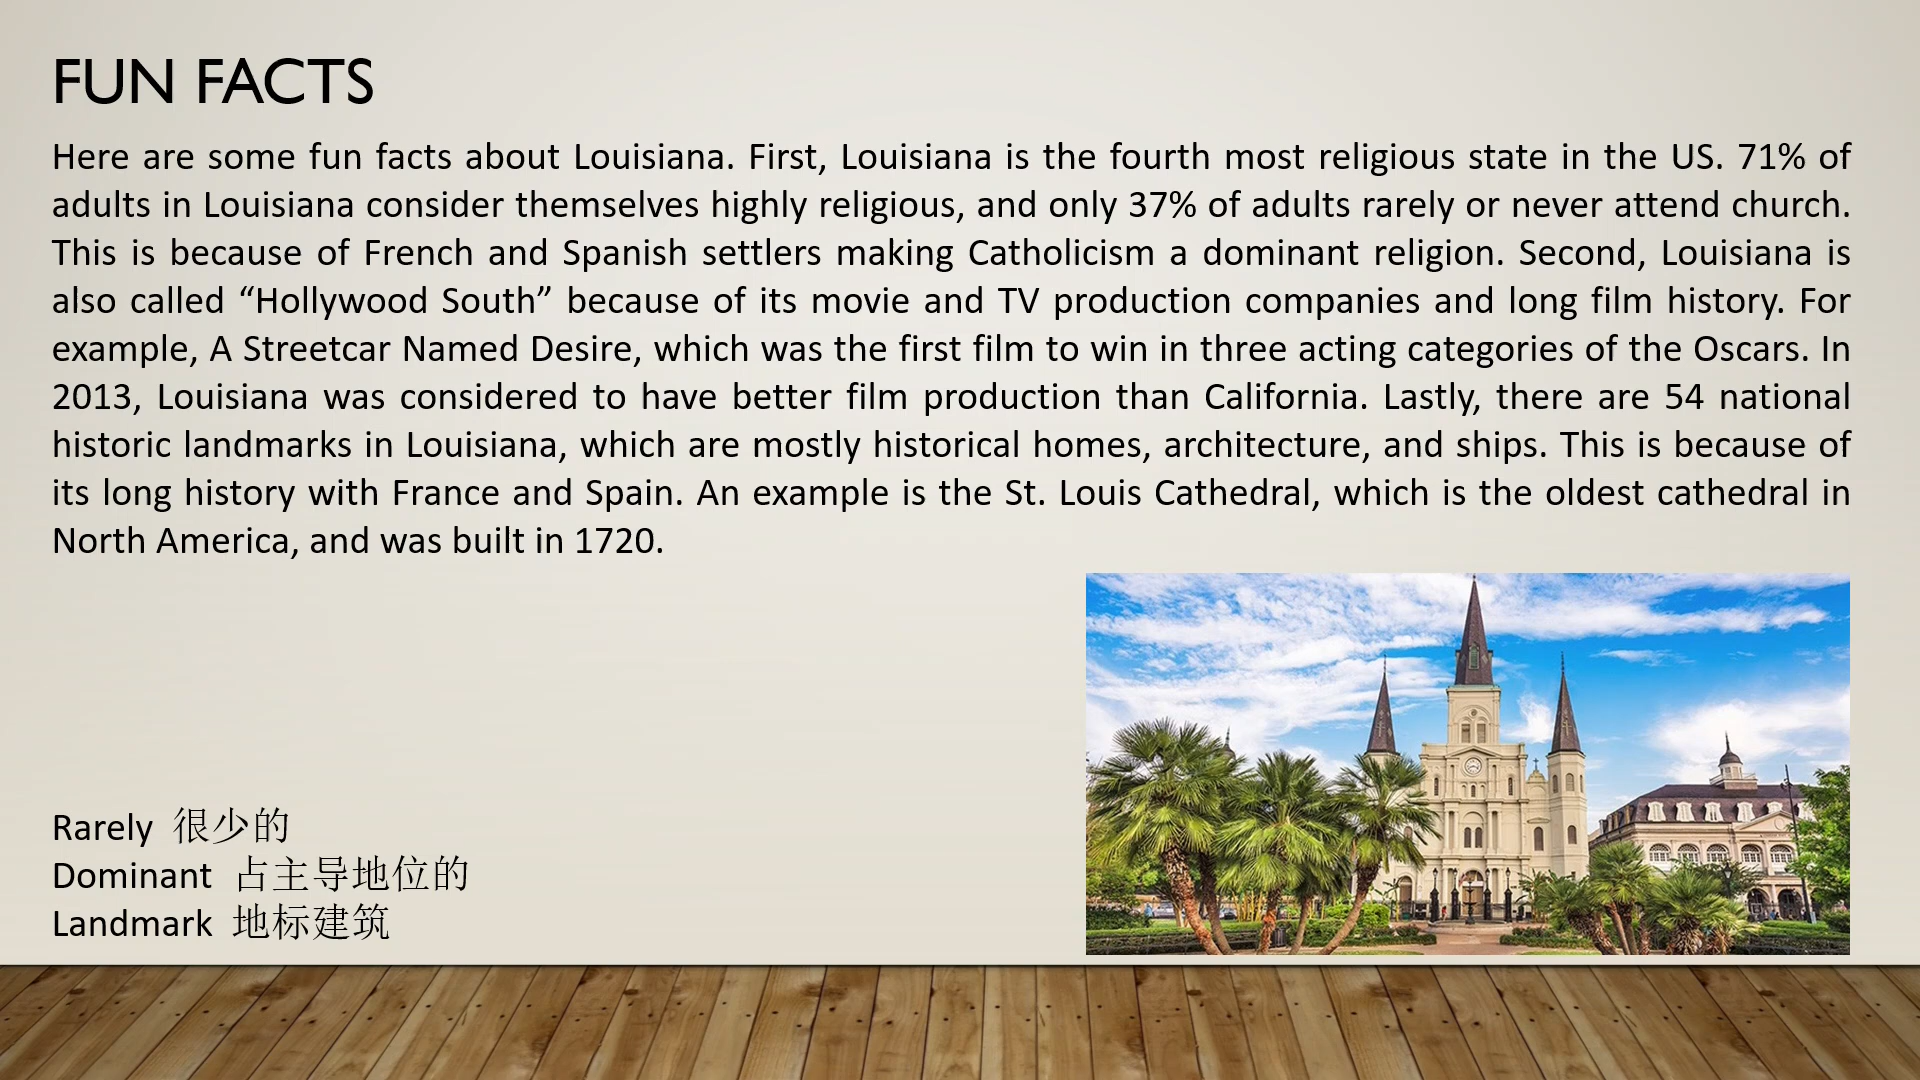 FUN FACTS
Here are some fun facts about Louisiana. First, Louisiana is the fourth most religious state in the US. 71% of
adults in Louisiana consider themselves highly religious, and only 37% of adults rarely or never attend church.
This is because of French and Spanish settlers making Catholicism a dominant religion. Second, Louisiana is
also called “Hollywood South” because of its movie and TV production companies and long film history. For
example, A Streetcar Named Desire, which was the first film to win in three acting categories of the Oscars. In
2013, Louisiana was considered to have better film production than California. Lastly, there are 54 national
historic landmarks in Louisiana, which are mostly historical homes, architecture, and ships. This is because of
its long history with France and Spain. An example is the St. Louis Cathedral, which is the oldest cathedral in
North America, and was built in 1720.
Rarely 很少的
Dominant 占主导地位的
Landmark 地标建筑